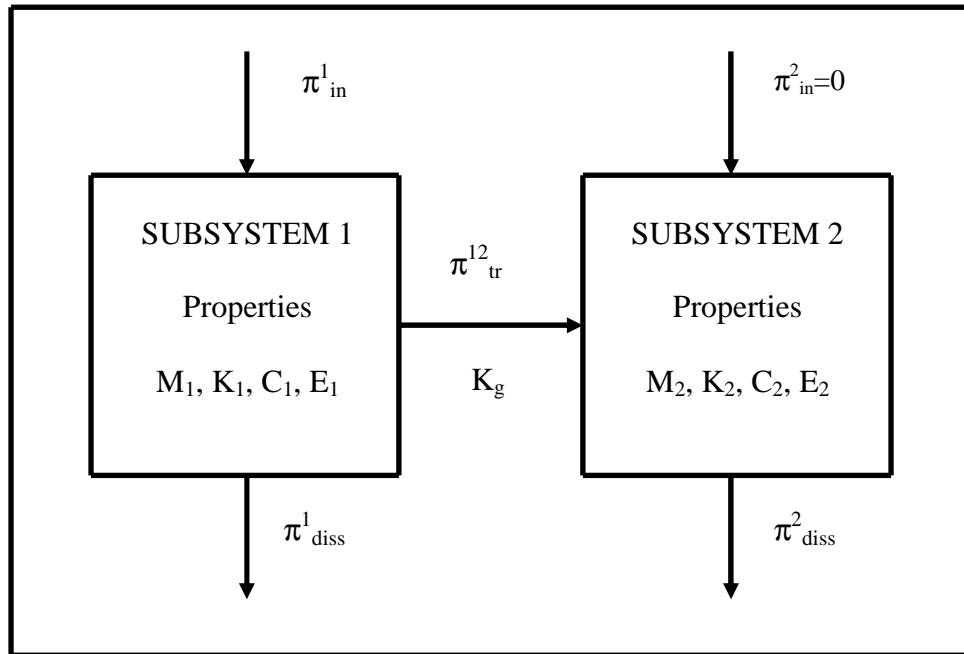 π¹in
π²in=0
SUBSYSTEM 1
Properties
M₁, K₁, C₁, E₁
π¹²tr
Kg
SUBSYSTEM 2
Properties
M₂, K₂, C₂, E₂
π¹diss
π²diss